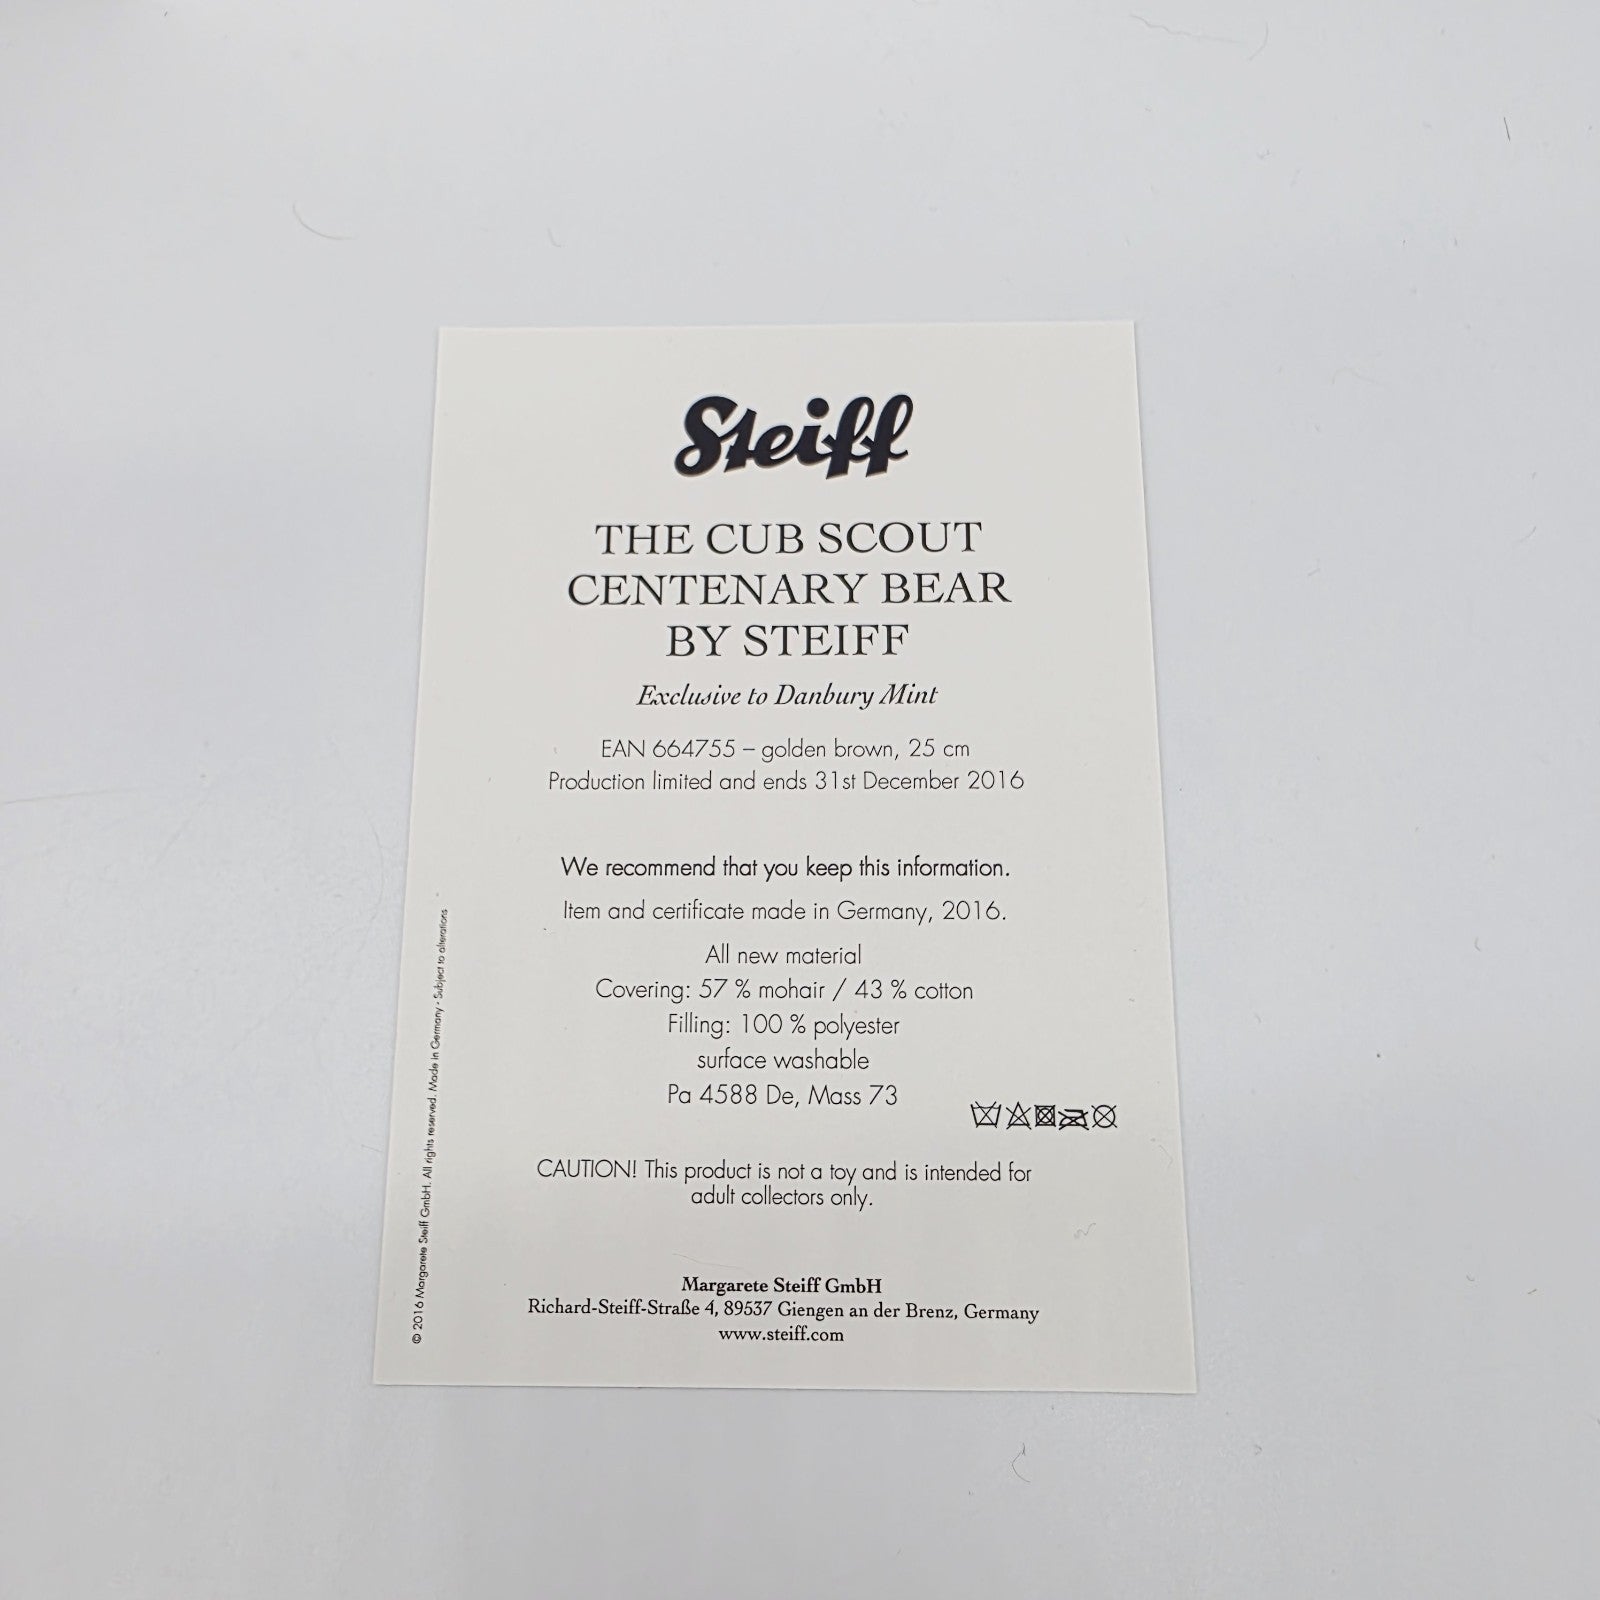 Steiff
THE CUB SCOUT
CENTENARY BEAR
BY STEIFF
Exclusive to Danbury Mint
EAN 664755 – golden brown, 25 cm
Production limited and ends 31st December 2016
We recommend that you keep this information.
Item and certificate made in Germany, 2016.
All new material
Covering: 57 % mohair / 43 % cotton
Filling: 100 % polyester
surface washable
Pa 4588 De, Mass 73
CAUTION! This product is not a toy and is intended for
adult collectors only.
Margarete Steiff GmbH
Richard-Steiff-Straße 4, 89537 Giengen an der Brenz, Germany
www.steiff.com
© 2016 Margarete Steiff GmbH. All rights reserved. Made in Germany · Subject to alterations